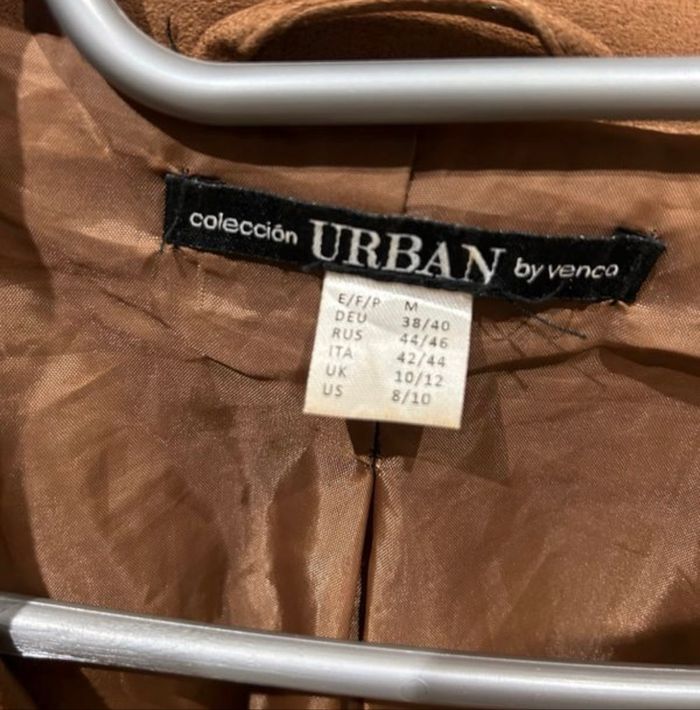 colección URBAN by venca
E/F/P M
DEU 38/40
RUS 44/46
ITA 42/44
UK 10/12
US 8/10